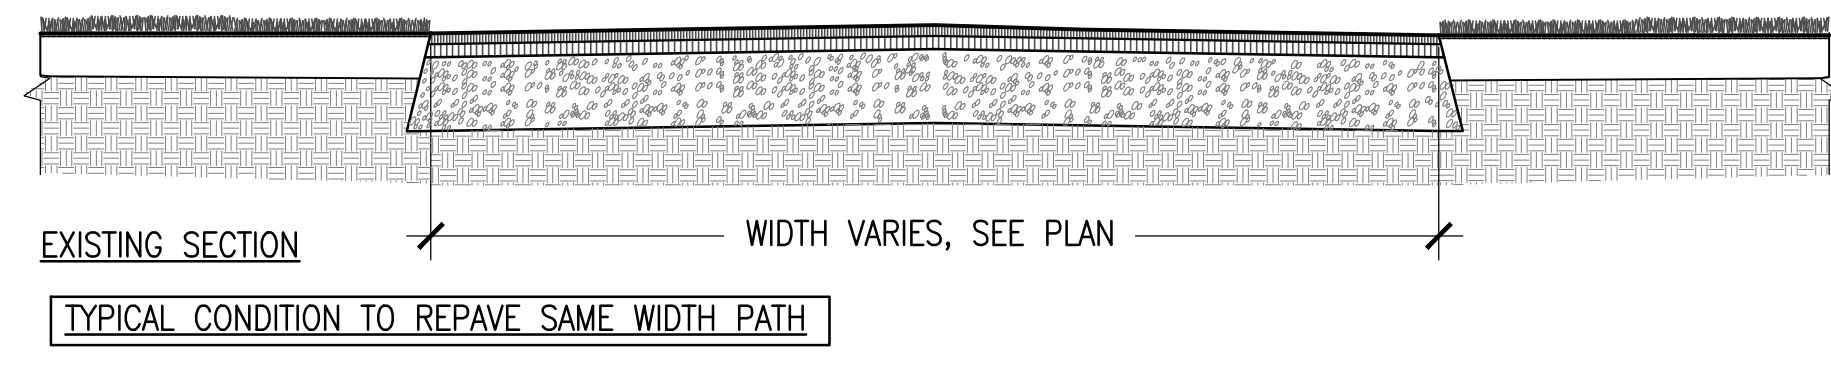 WIDTH VARIES, SEE PLAN
EXISTING SECTION
TYPICAL CONDITION TO REPAVE SAME WIDTH PATH